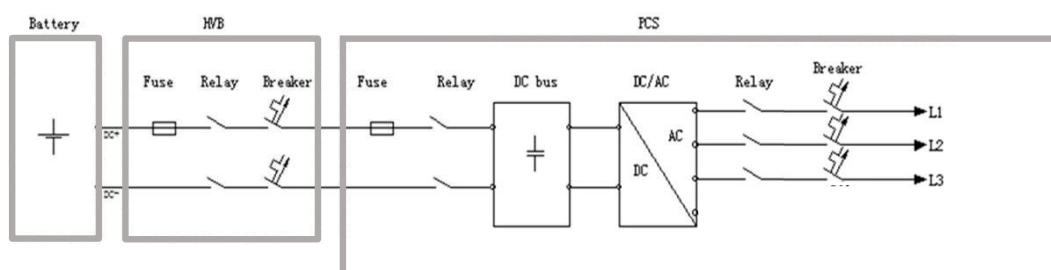 Battery
HVB
PCS
Fuse
Relay
Breaker
Fuse
Relay
DC bus
DC/AC
Relay
Breaker
DC+
DC-
AC
DC
L1
L2
L3